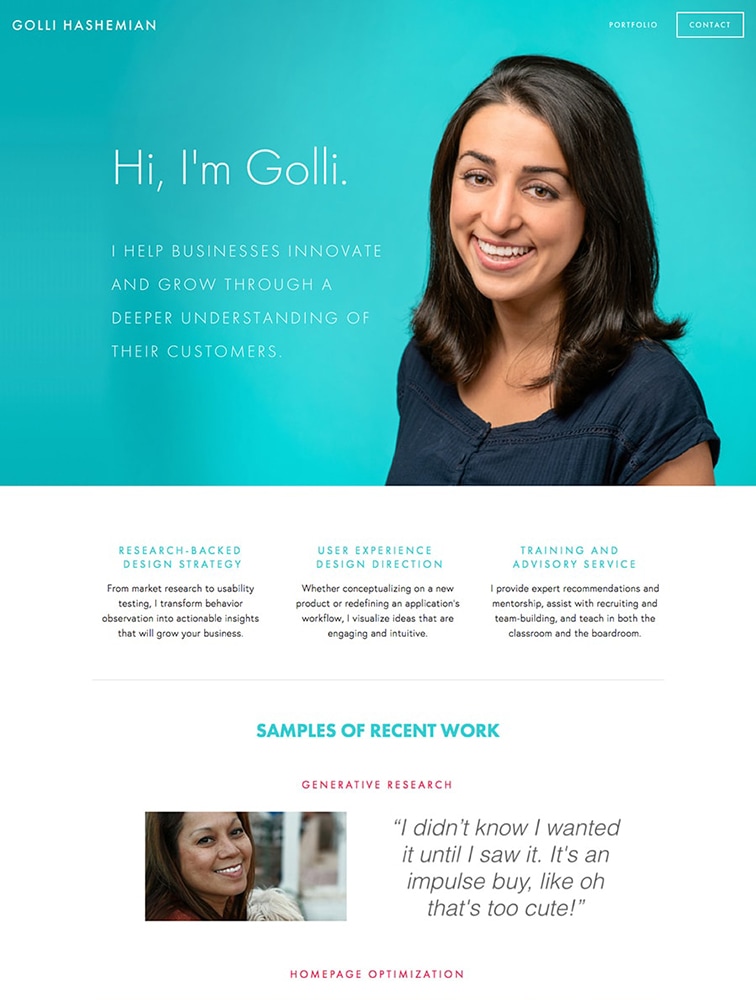 GOLLI HASHEMIAN
PORTFOLIO
CONTACT
Hi, I'm Golli.
I HELP BUSINESSES INNOVATE
AND GROW THROUGH A
DEEPER UNDERSTANDING OF
THEIR CUSTOMERS.
RESEARCH-BACKED
DESIGN STRATEGY
From market research to usability
testing, I transform behavior
observation into actionable insights
that will grow your business.
USER EXPERIENCE
DESIGN DIRECTION
Whether conceptualizing on a new
product or redefining an application's
workflow, I visualize ideas that are
engaging and intuitive.
TRAINING AND
ADVISORY SERVICE
I provide expert recommendations and
mentorship, assist with recruiting and
team-building, and teach in both the
classroom and the boardroom.
SAMPLES OF RECENT WORK
GENERATIVE RESEARCH
“I didn’t know I wanted
it until I saw it. It's an
impulse buy, like oh
that's too cute!”
HOMEPAGE OPTIMIZATION